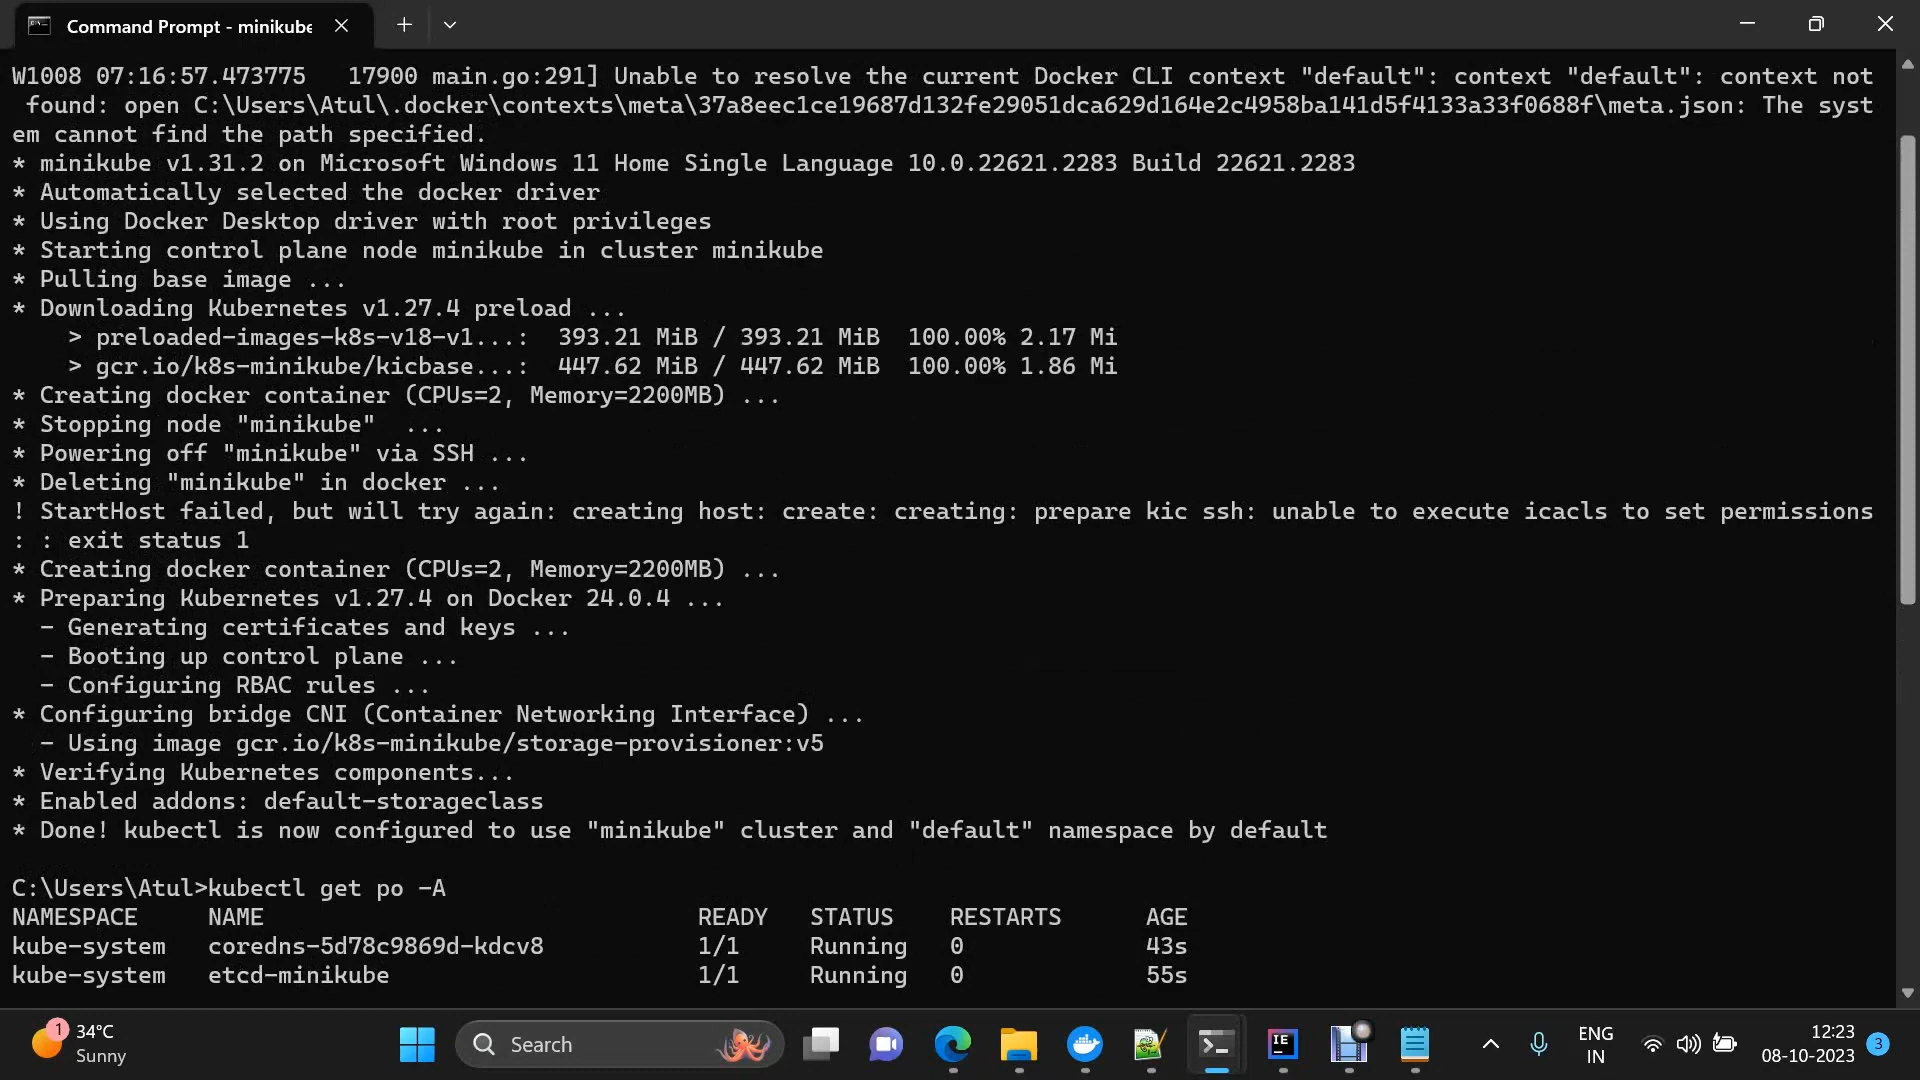 Command Prompt - minikube
W1008 07:16:57.473775   17900 main.go:291] Unable to resolve the current Docker CLI context "default": context "default": context not
found: open C:\Users\Atul\.docker\contexts\meta\37a8eec1ce19687d132fe29051dca629d164e2c4958ba141d5f4133a33f0688f\meta.json: The syst
em cannot find the path specified.
* minikube v1.31.2 on Microsoft Windows 11 Home Single Language 10.0.22621.2283 Build 22621.2283
* Automatically selected the docker driver
* Using Docker Desktop driver with root privileges
* Starting control plane node minikube in cluster minikube
* Pulling base image ...
* Downloading Kubernetes v1.27.4 preload ...
    > preloaded-images-k8s-v18-v1...:  393.21 MiB / 393.21 MiB  100.00% 2.17 Mi
    > gcr.io/k8s-minikube/kicbase...:  447.62 MiB / 447.62 MiB  100.00% 1.86 Mi
* Creating docker container (CPUs=2, Memory=2200MB) ...
* Stopping node "minikube"  ...
* Powering off "minikube" via SSH ...
* Deleting "minikube" in docker ...
! StartHost failed, but will try again: creating host: create: creating: prepare kic ssh: unable to execute icacls to set permissions
: : exit status 1
* Creating docker container (CPUs=2, Memory=2200MB) ...
* Preparing Kubernetes v1.27.4 on Docker 24.0.4 ...
  - Generating certificates and keys ...
  - Booting up control plane ...
  - Configuring RBAC rules ...
* Configuring bridge CNI (Container Networking Interface) ...
  - Using image gcr.io/k8s-minikube/storage-provisioner:v5
* Verifying Kubernetes components...
* Enabled addons: default-storageclass
* Done! kubectl is now configured to use "minikube" cluster and "default" namespace by default
C:\Users\Atul>kubectl get po -A
NAMESPACE     NAME                               READY   STATUS    RESTARTS      AGE
kube-system   coredns-5d78c9869d-kdcv8           1/1     Running   0             43s
kube-system   etcd-minikube                      1/1     Running   0             55s
1
34°C
Sunny
Search
IE
ENG
IN
12:23
08-10-2023
3